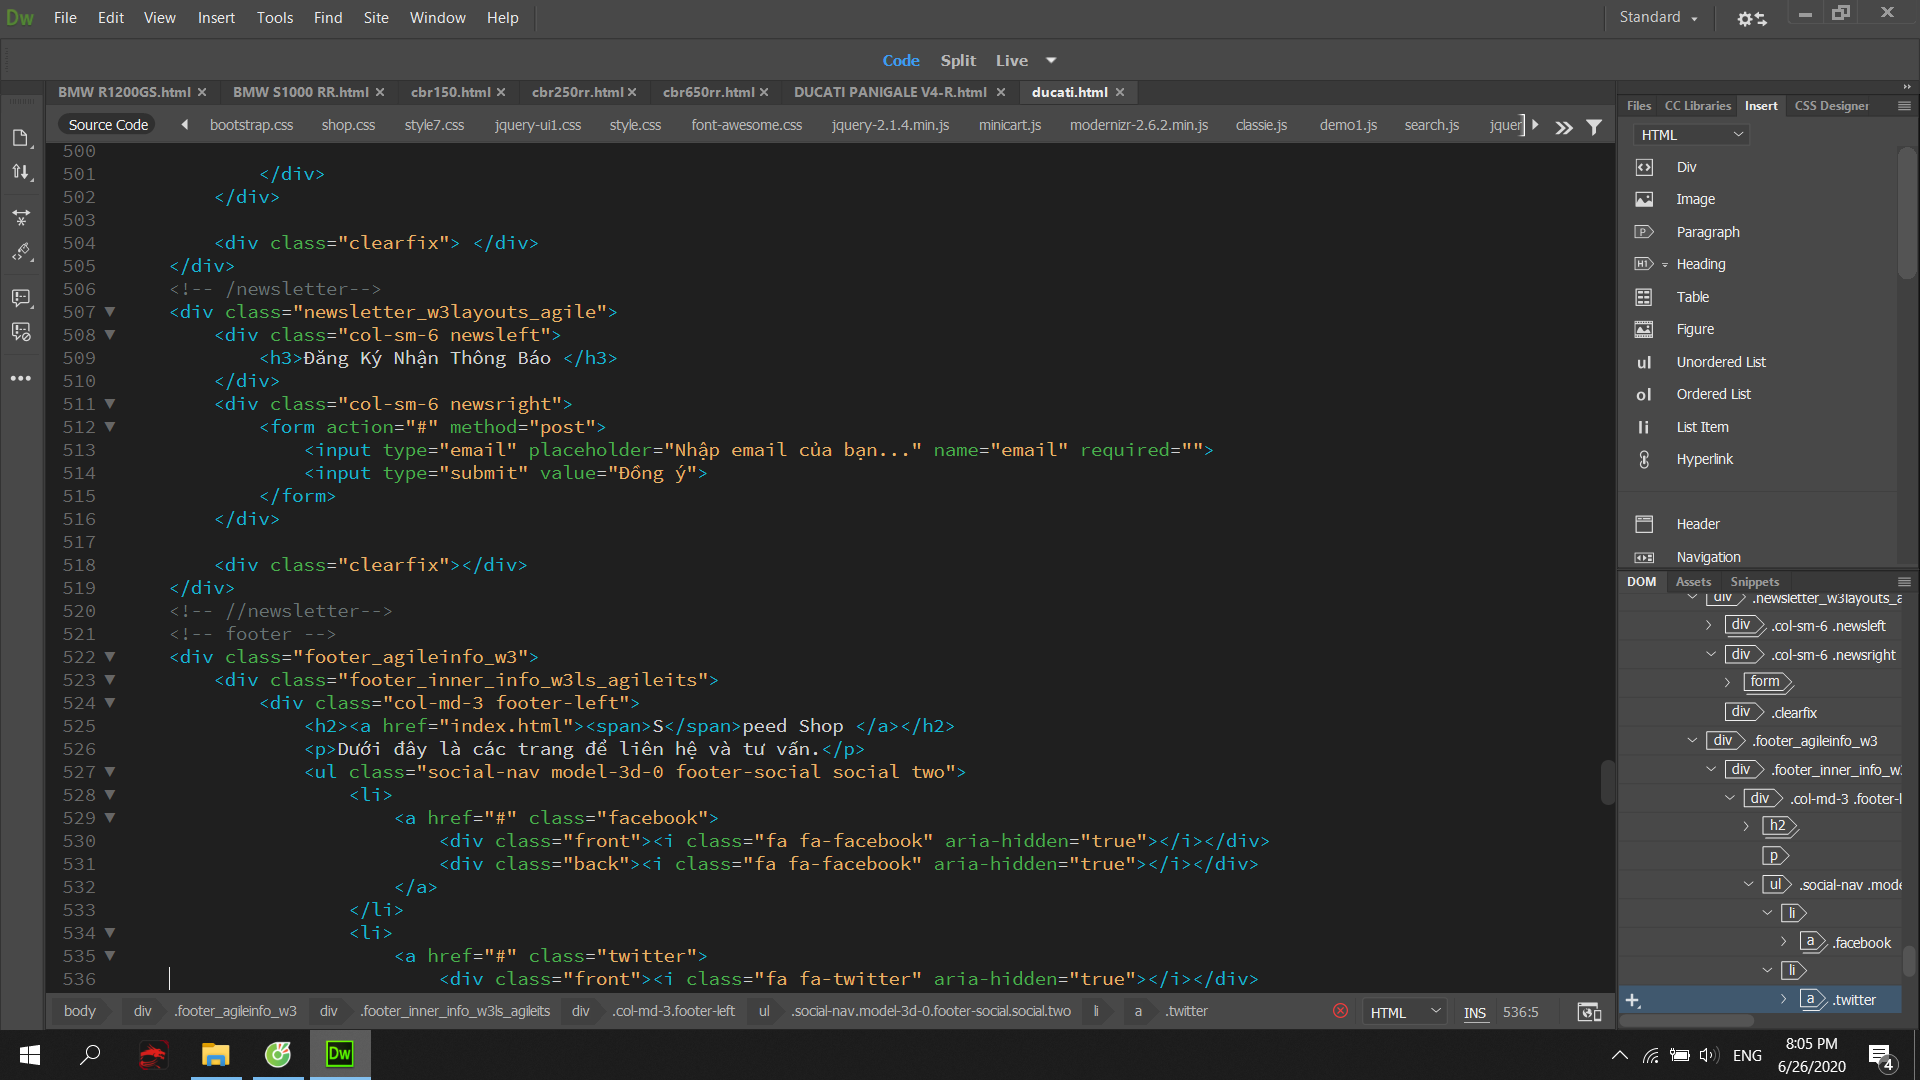 Dw File Edit View Insert Tools Find Site Window Help Standard
Code Split Live
BMW R1200GS.html BMW S1000 RR.html cbr150.html cbr250rr.html cbr650rr.html DUCATI PANIGALE V4-R.html ducati.html
Source Code bootstrap.css shop.css style7.css jquery-ui1.css style.css font-awesome.css jquery-2.1.4.min.js minicart.js modernizr-2.6.2.min.js classie.js demo1.js search.js jquer
500
501 </div>
502 </div>
503
504 <div class="clearfix"> </div>
505 </div>
506 <!-- /newsletter-->
507 <div class="newsletter_w3layouts_agile">
508 <div class="col-sm-6 newsleft">
509 <h3>Đăng Ký Nhận Thông Báo </h3>
510 </div>
511 <div class="col-sm-6 newsright">
512 <form action="#" method="post">
513 <input type="email" placeholder="Nhập email của bạn..." name="email" required="">
514 <input type="submit" value="Đồng ý">
515 </form>
516 </div>
517
518 <div class="clearfix"></div>
519 </div>
520 <!-- //newsletter-->
521 <!-- footer -->
522 <div class="footer_agileinfo_w3">
523 <div class="footer_inner_info_w3ls_agileits">
524 <div class="col-md-3 footer-left">
525 <h2><a href="index.html"><span>S</span>peed Shop </a></h2>
526 <p>Dưới đây là các trang để liên hệ và tư vấn.</p>
527 <ul class="social-nav model-3d-0 footer-social social two">
528 <li>
529 <a href="#" class="facebook">
530 <div class="front"><i class="fa fa-facebook" aria-hidden="true"></i></div>
531 <div class="back"><i class="fa fa-facebook" aria-hidden="true"></i></div>
532 </a>
533 </li>
534 <li>
535 <a href="#" class="twitter">
536 <div class="front"><i class="fa fa-twitter" aria-hidden="true"></i></div>
body div .footer_agileinfo_w3 div .footer_inner_info_w3ls_agileits div .col-md-3.footer-left ul .social-nav.model-3d-0.footer-social.social.two li a .twitter HTML INS 536:5
Files CC Libraries Insert CSS Designer
HTML
Div
Image
P Paragraph
H1 Heading
Table
Figure
ul Unordered List
ol Ordered List
li List Item
Hyperlink
Header
Navigation
DOM Assets Snippets
div .newsletter_w3layouts_a
div .col-sm-6 .newsleft
div .col-sm-6 .newsright
form
div .clearfix
div .footer_agileinfo_w3
div .footer_inner_info_w3
div .col-md-3 .footer-l
h2
p
ul .social-nav .mode
li
a .facebook
li
a .twitter
Dw ENG 8:05 PM
6/26/2020 4